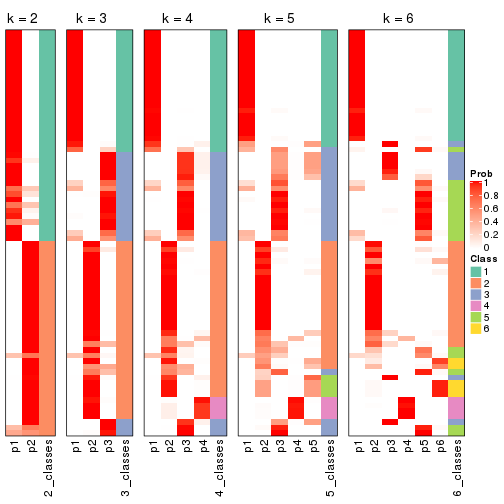 k = 2
k = 3
k = 4
k = 5
k = 6
p1
p2
2_classes
p1
p2
p3
3_classes
p1
p2
p3
p4
4_classes
p1
p2
p3
p4
p5
5_classes
p1
p2
p3
p4
p5
p6
6_classes
Prob
1
0.8
0.6
0.4
0.2
0
Class
1
2
3
4
5
6